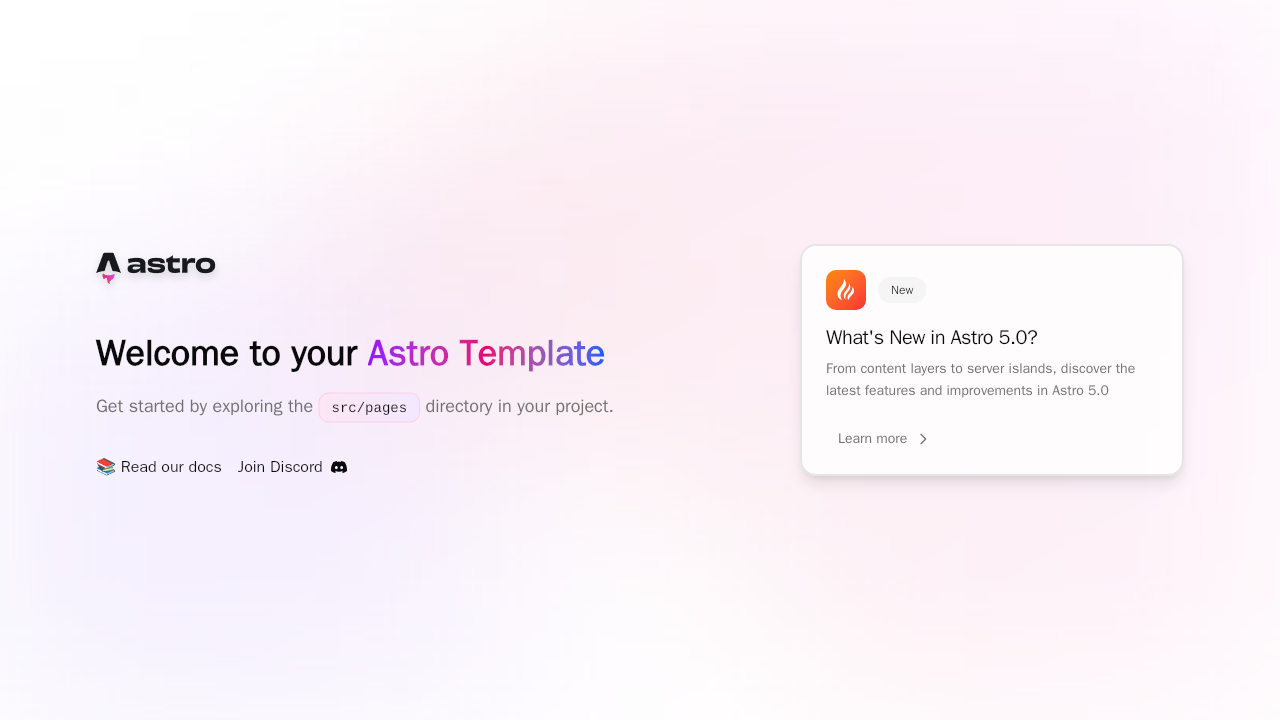 astro
Welcome to your Astro Template
Get started by exploring the src/pages directory in your project.
📚 Read our docs Join Discord
New
What's New in Astro 5.0?
From content layers to server islands, discover the
latest features and improvements in Astro 5.0
Learn more